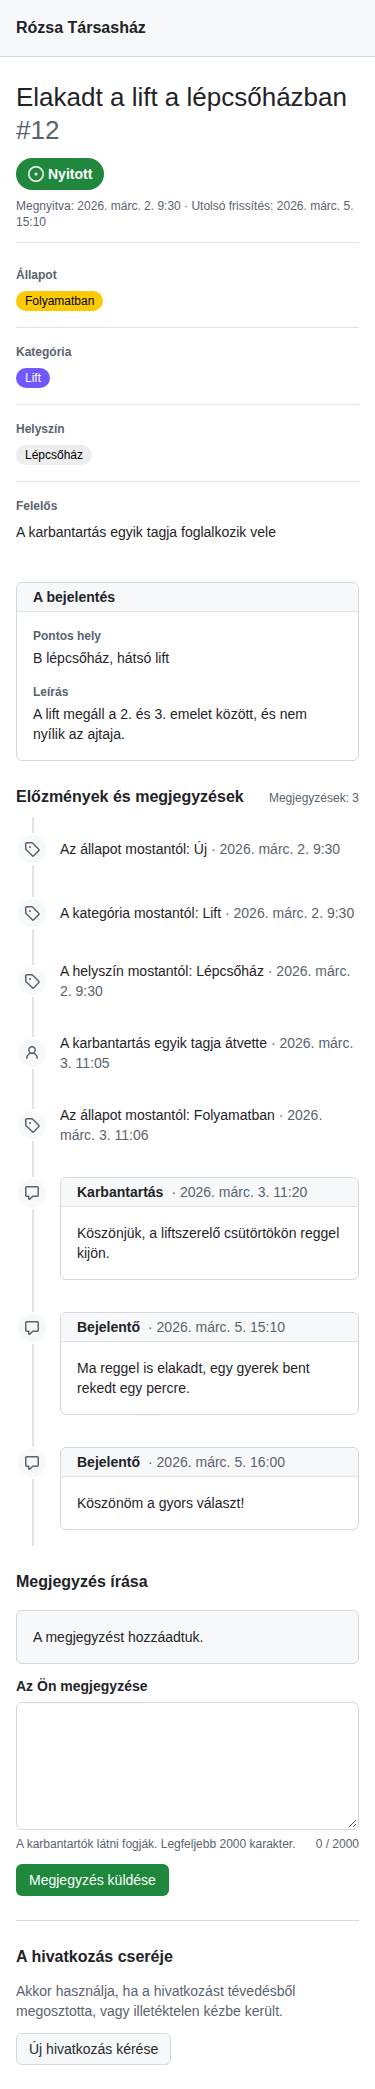 Rózsa Társasház
Elakadt a lift a lépcsőházban
#12
Nyitott
Megnyitva: 2026. márc. 2. 9:30 · Utolsó frissítés: 2026. márc. 5.
15:10
Állapot
Folyamatban
Kategória
Lift
Helyszín
Lépcsőház
Felelős
A karbantartás egyik tagja foglalkozik vele
A bejelentés
Pontos hely
B lépcsőház, hátsó lift
Leírás
A lift megáll a 2. és 3. emelet között, és nem
nyílik az ajtaja.
Előzmények és megjegyzések Megjegyzések: 3
Az állapot mostantól: Új · 2026. márc. 2. 9:30
A kategória mostantól: Lift · 2026. márc. 2. 9:30
A helyszín mostantól: Lépcsőház · 2026. márc.
2. 9:30
A karbantartás egyik tagja átvette · 2026. márc.
3. 11:05
Az állapot mostantól: Folyamatban · 2026.
márc. 3. 11:06
Karbantartás · 2026. márc. 3. 11:20
Köszönjük, a liftszerelő csütörtökön reggel
kijön.
Bejelentő · 2026. márc. 5. 15:10
Ma reggel is elakadt, egy gyerek bent
rekedt egy percre.
Bejelentő · 2026. márc. 5. 16:00
Köszönöm a gyors választ!
Megjegyzés írása
A megjegyzést hozzáadtuk.
Az Ön megjegyzése
A karbantartók látni fogják. Legfeljebb 2000 karakter. 0 / 2000
Megjegyzés küldése
A hivatkozás cseréje
Akkor használja, ha a hivatkozást tévedésből
megosztotta, vagy illetéktelen kézbe került.
Új hivatkozás kérése